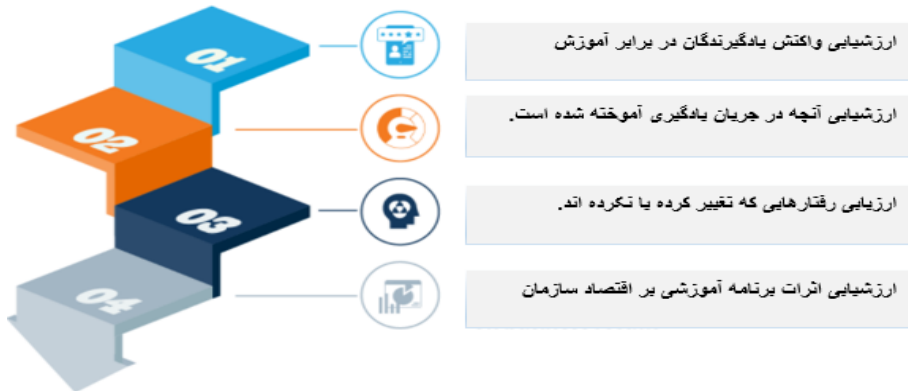 01
ارزشیابی واکنش یادگیرندگان در برابر آموزش
02
ارزشیابی آنچه در جریان یادگیری آموخته شده است.
03
ارزیابی رفتارهایی که تغییر کرده یا نکرده اند.
04
ارزشیابی اثرات برنامه آموزشی بر اقتصاد سازمان